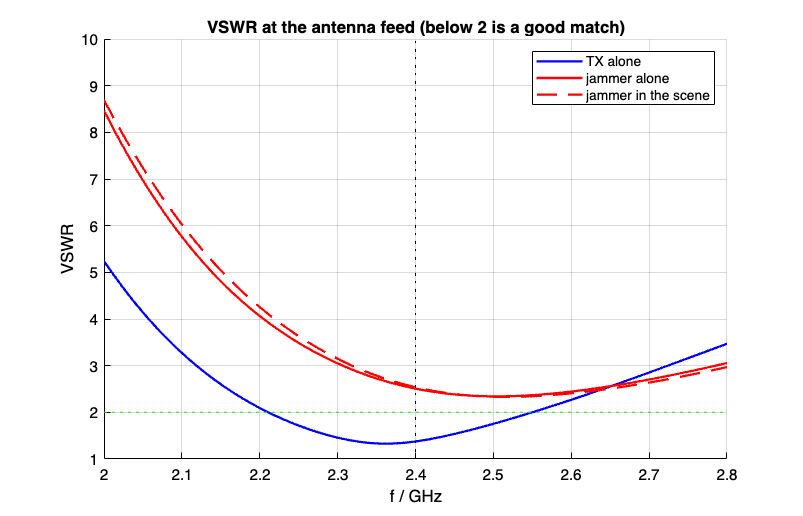 VSWR at the antenna feed (below 2 is a good match)
10
9
8
7
6
5
4
3
2
1
VSWR
TX alone
jammer alone
jammer in the scene
2 2.1 2.2 2.3 2.4 2.5 2.6 2.7 2.8
f / GHz